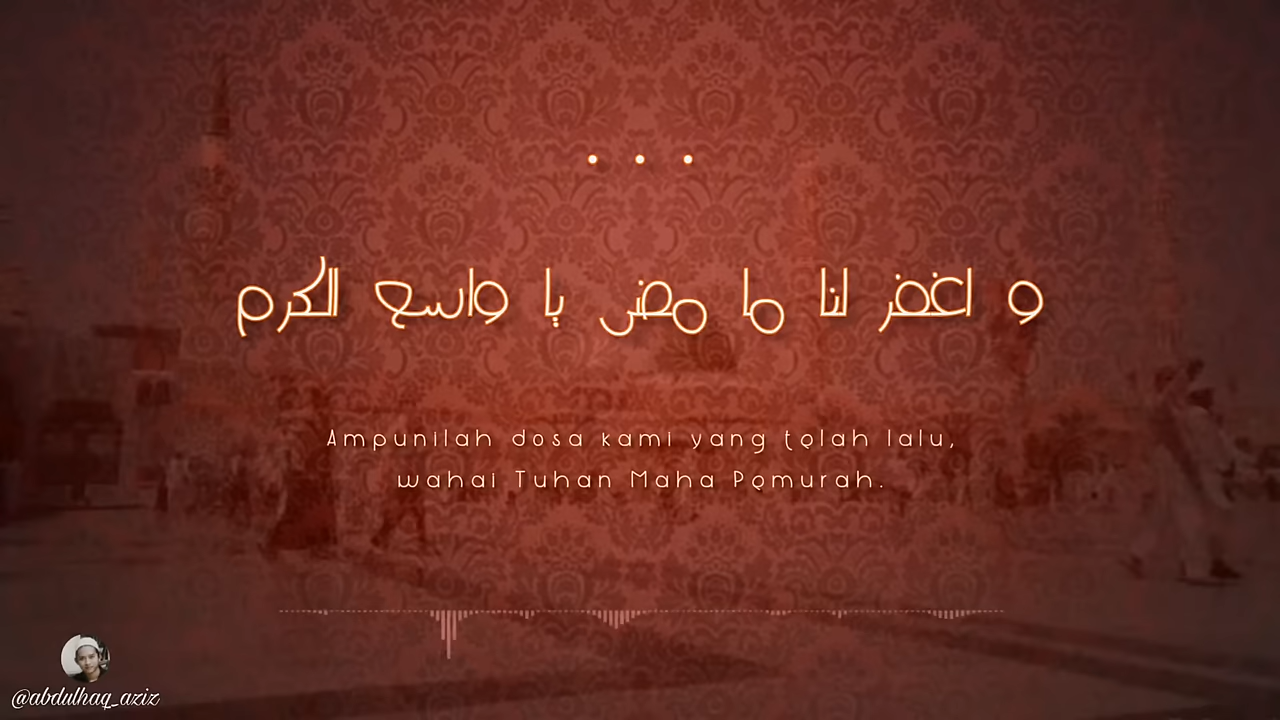 و اغفر لنا ما مضى يا واسع الكرم
Ampunilah dosa kami yang telah lalu,
wahai Tuhan Maha Pemurah.
@abdulhaq_aziz